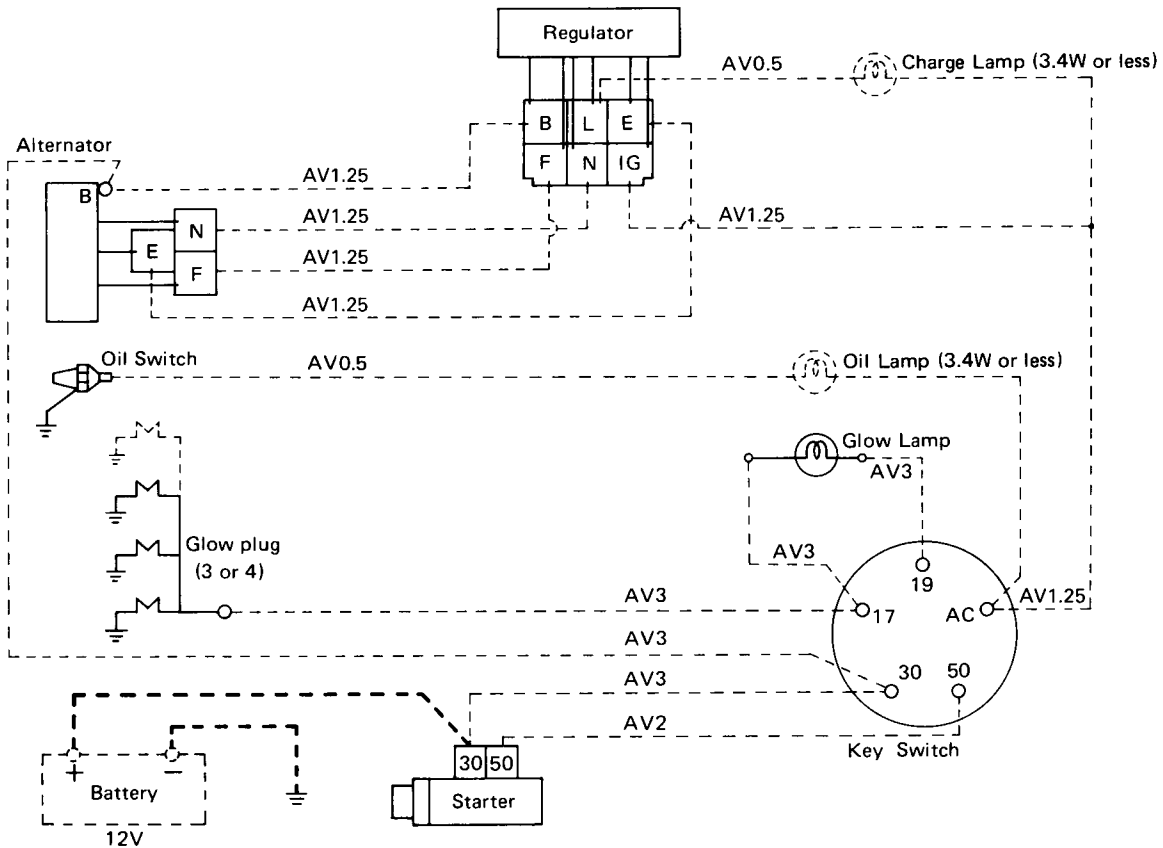 Regulator
AV0.5
Charge Lamp (3.4W or less)
B L E
F N IG
Alternator
B
AV1.25
AV1.25
AV1.25
N
E
F
AV1.25
AV1.25
Oil Switch
AV0.5
Oil Lamp (3.4W or less)
Glow Lamp
AV3
Glow plug
(3 or 4)
AV3
19
AV3
17
AC
AV1.25
AV3
30
50
AV3
AV2
Key Switch
+
−
Battery
12V
30 50
Starter